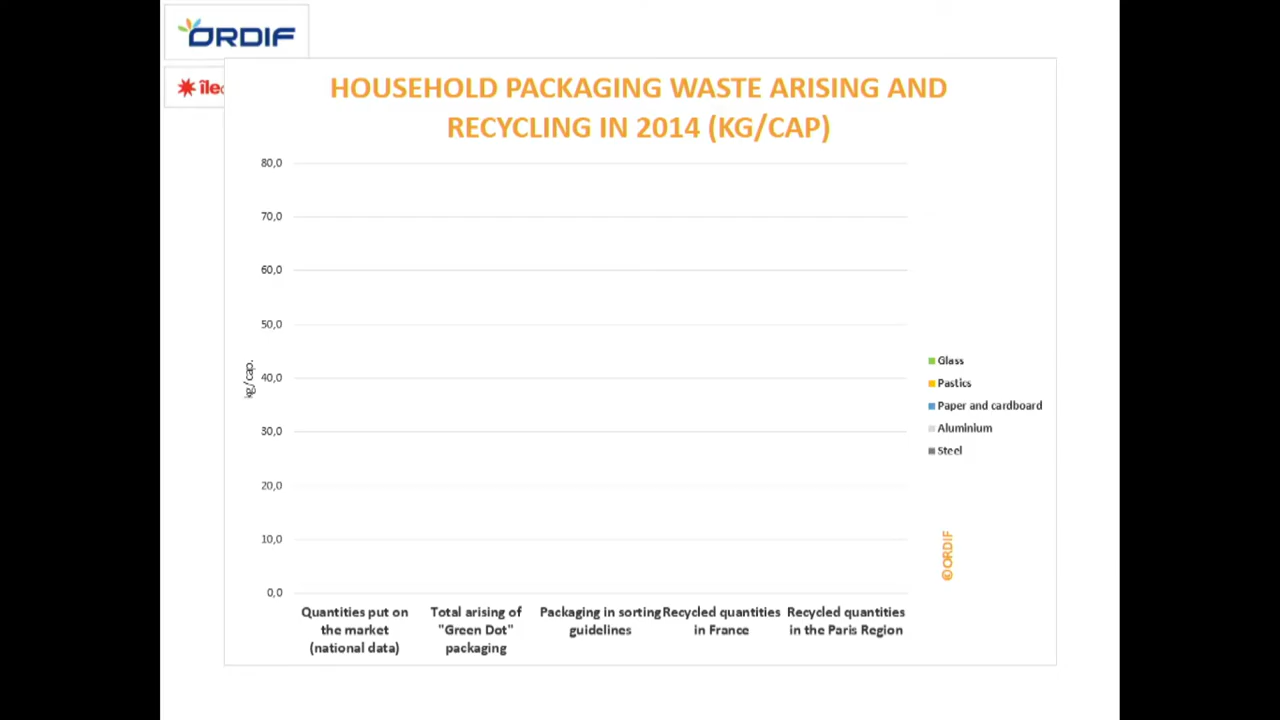 ORDIF
île
HOUSEHOLD PACKAGING WASTE ARISING AND
RECYCLING IN 2014 (KG/CAP)
80,0
70,0
60,0
50,0
40,0
30,0
20,0
10,0
0,0
kg/cap.
Glass
Pastics
Paper and cardboard
Aluminium
Steel
©ORDIF
Quantities put on
the market
(national data)
Total arising of
"Green Dot"
packaging
Packaging in sorting
guidelines
Recycled quantities
in France
Recycled quantities
in the Paris Region